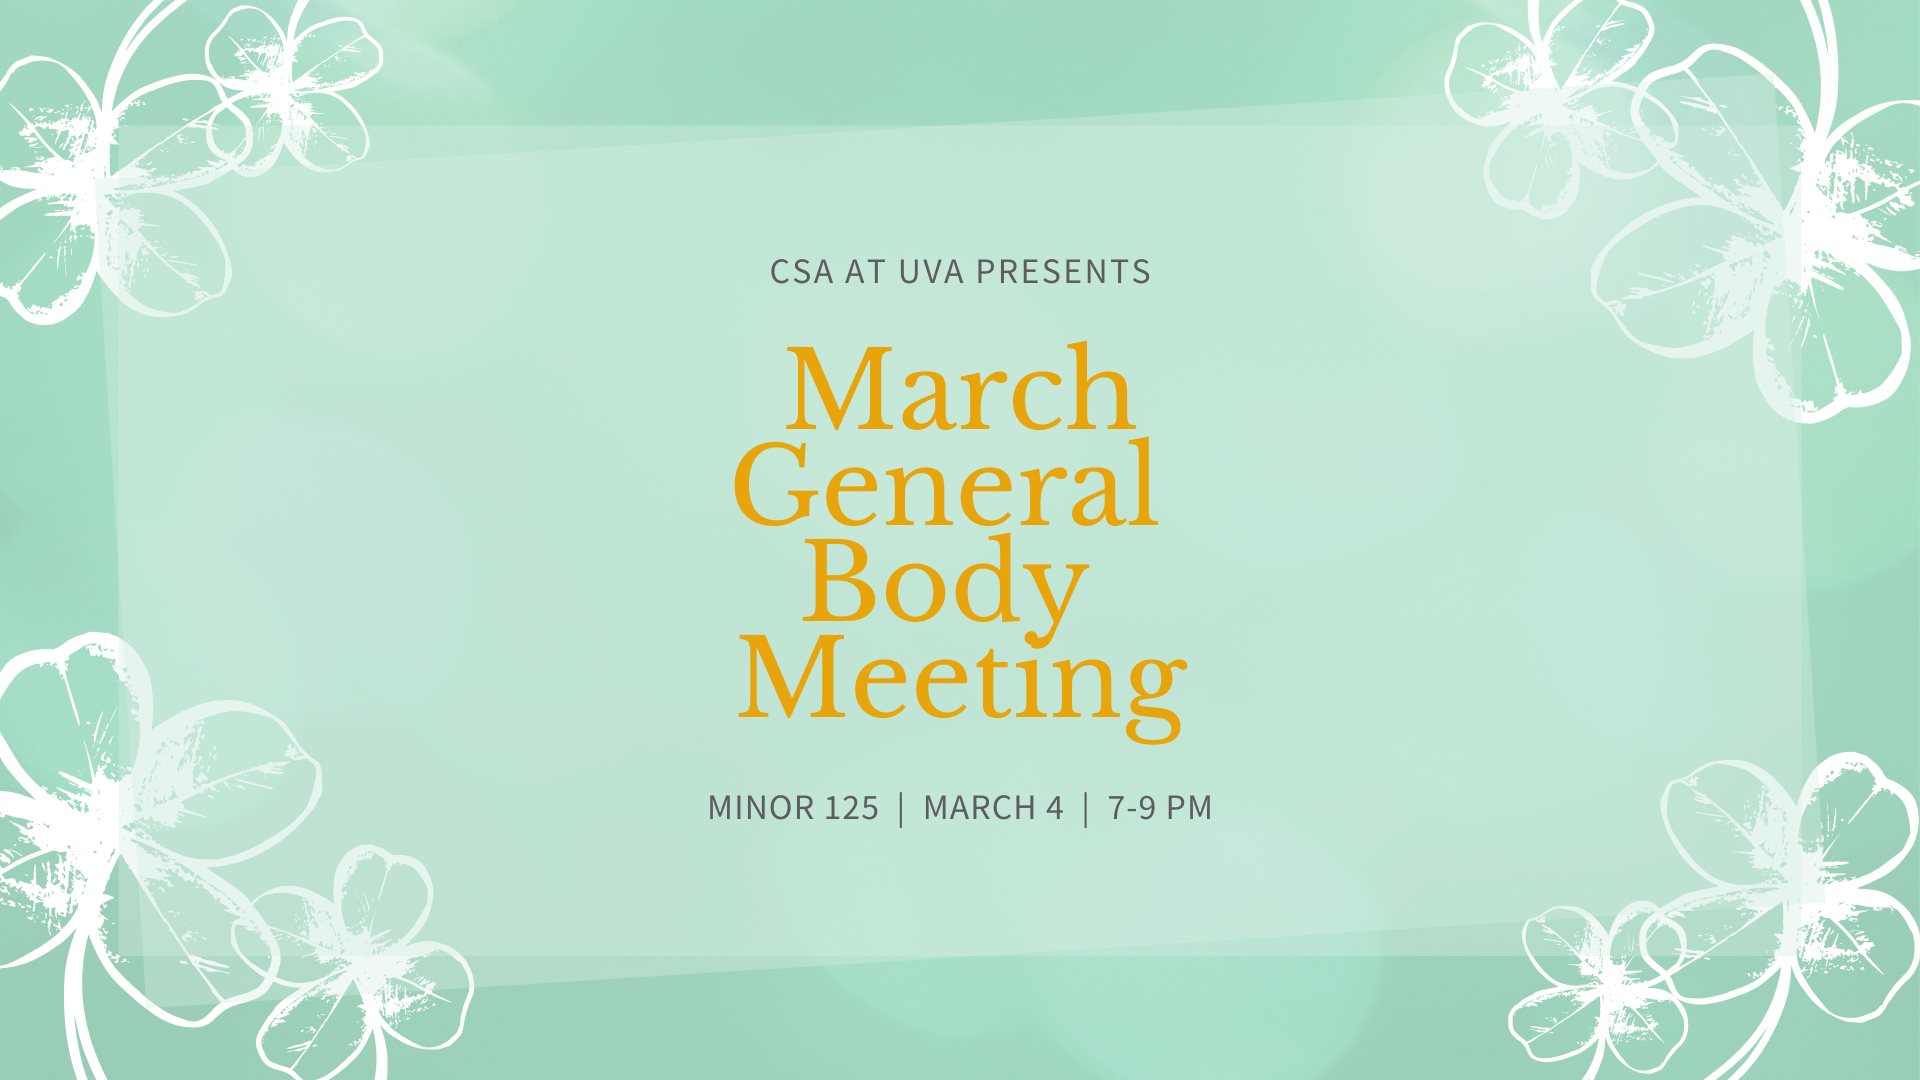 CSA AT UVA PRESENTS
March
General
Body
Meeting
MINOR 125 | MARCH 4 | 7-9 PM